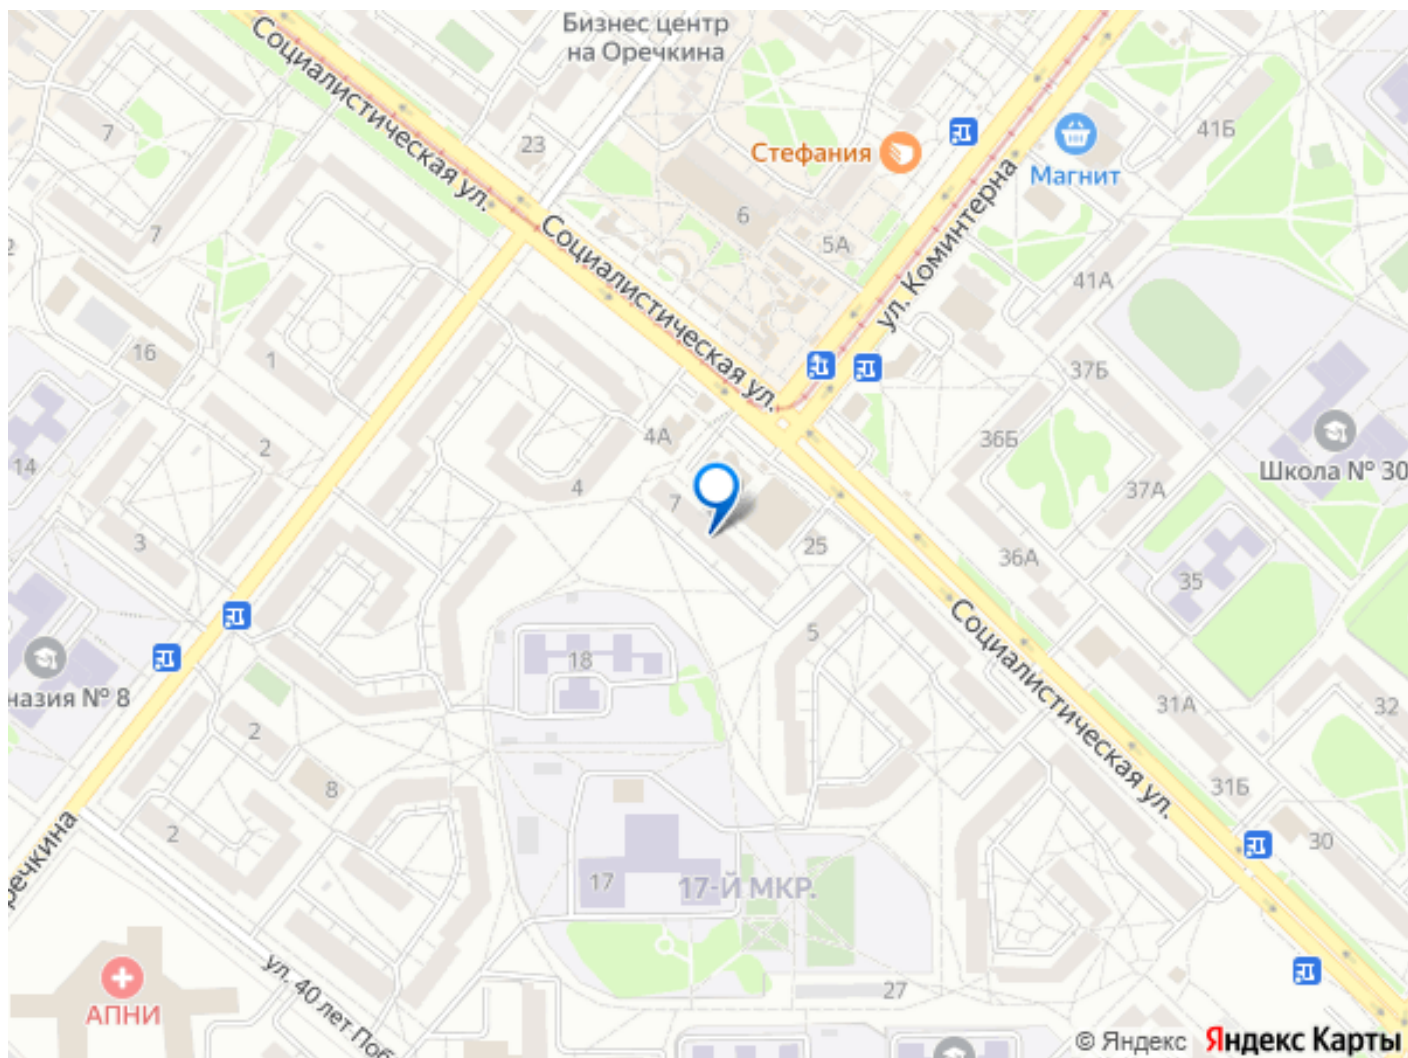 Бизнес центр
на Оречкина
Социалистическая ул.
7
23
Стефания
Магнит
41Б
7
6
5А
Социалистическая ул.
ул. Коминтерна
41А
16
1
37Б
2
4А
36Б
Школа № 30
14
4
7
37А
3
25
36А
35
5
Социалистическая ул.
18
назия № 8
31А
32
2
31Б
8
2
30
17
17-Й МКР.
речкина
АПНИ
ул. 40 лет Поб
27
© Яндекс
Яндекс Карты